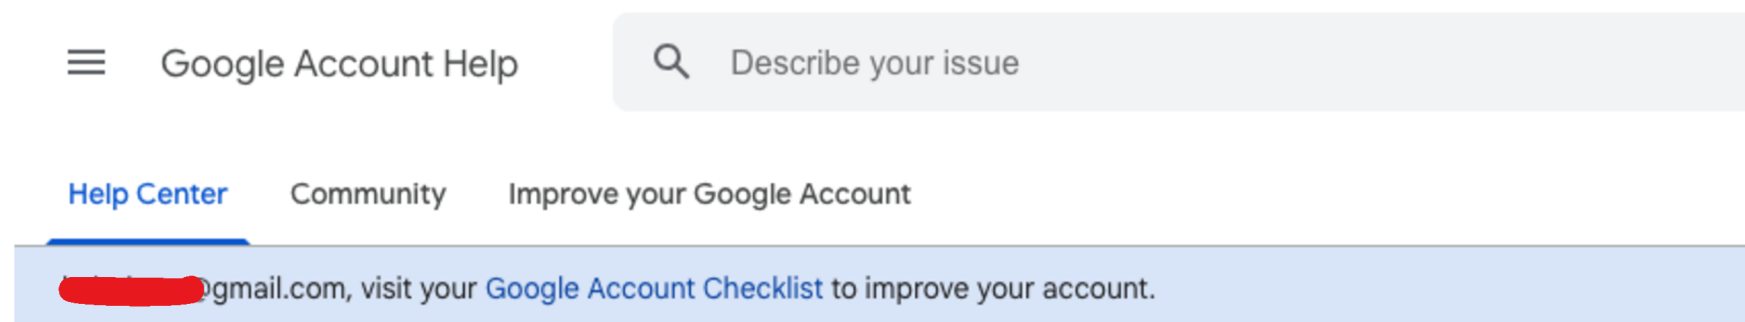 Google Account Help
Describe your issue
Help Center Community Improve your Google Account
@gmail.com, visit your Google Account Checklist to improve your account.